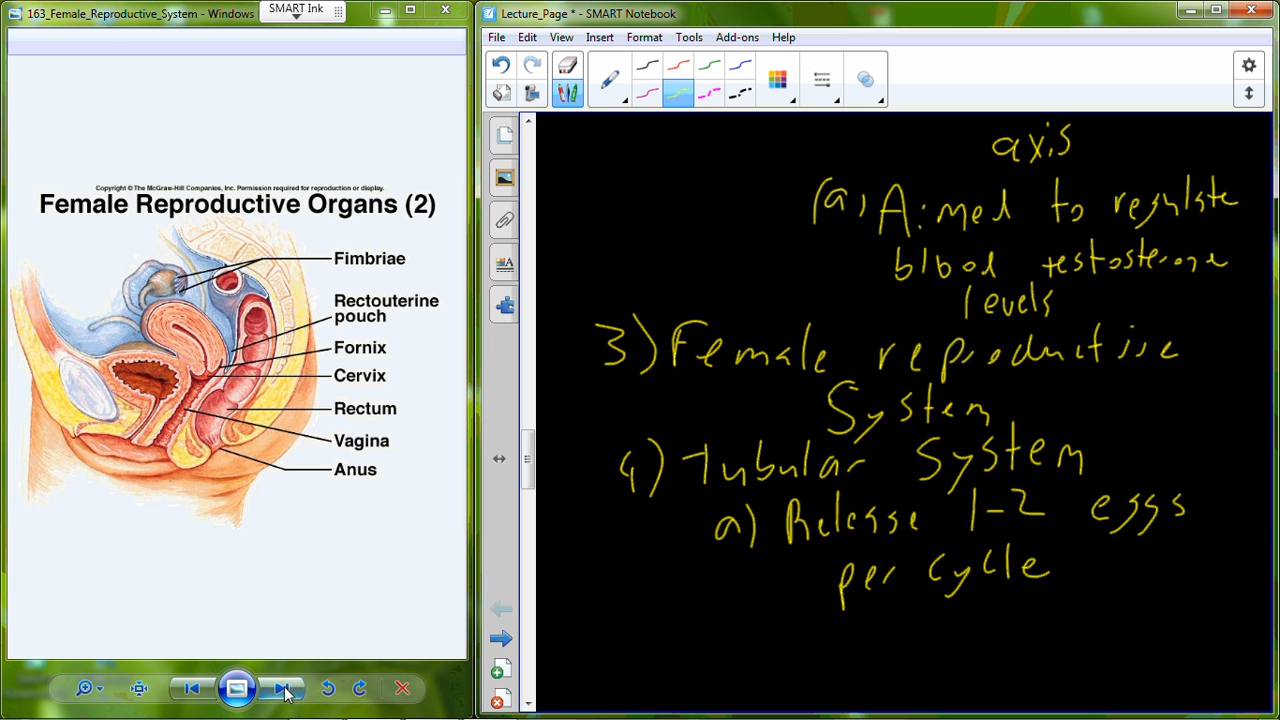 163_Female_Reproductive_System - Windows
SMART Ink
Copyright © The McGraw-Hill Companies, Inc. Permission required for reproduction or display.
Female Reproductive Organs (2)
Fimbriae
Rectouterine
pouch
Fornix
Cervix
Rectum
Vagina
Anus
Lecture_Page * - SMART Notebook
File Edit View Insert Format Tools Add-ons Help
axis
(a) Aimed to regulate
blood testosterone
levels
3) Female reproductive
System
4) Tubular System
a) Release 1-2 eggs
per cycle